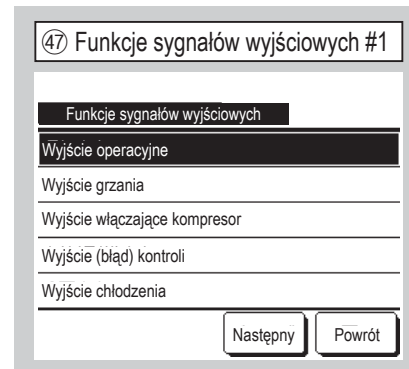 ㊼ Funkcje sygnałów wyjściowych #1
Funkcje sygnałów wyjściowych
Wyjście operacyjne
Wyjście grzania
Wyjście włączające kompresor
Wyjście (błąd) kontroli
Wyjście chłodzenia
Następny Powrót